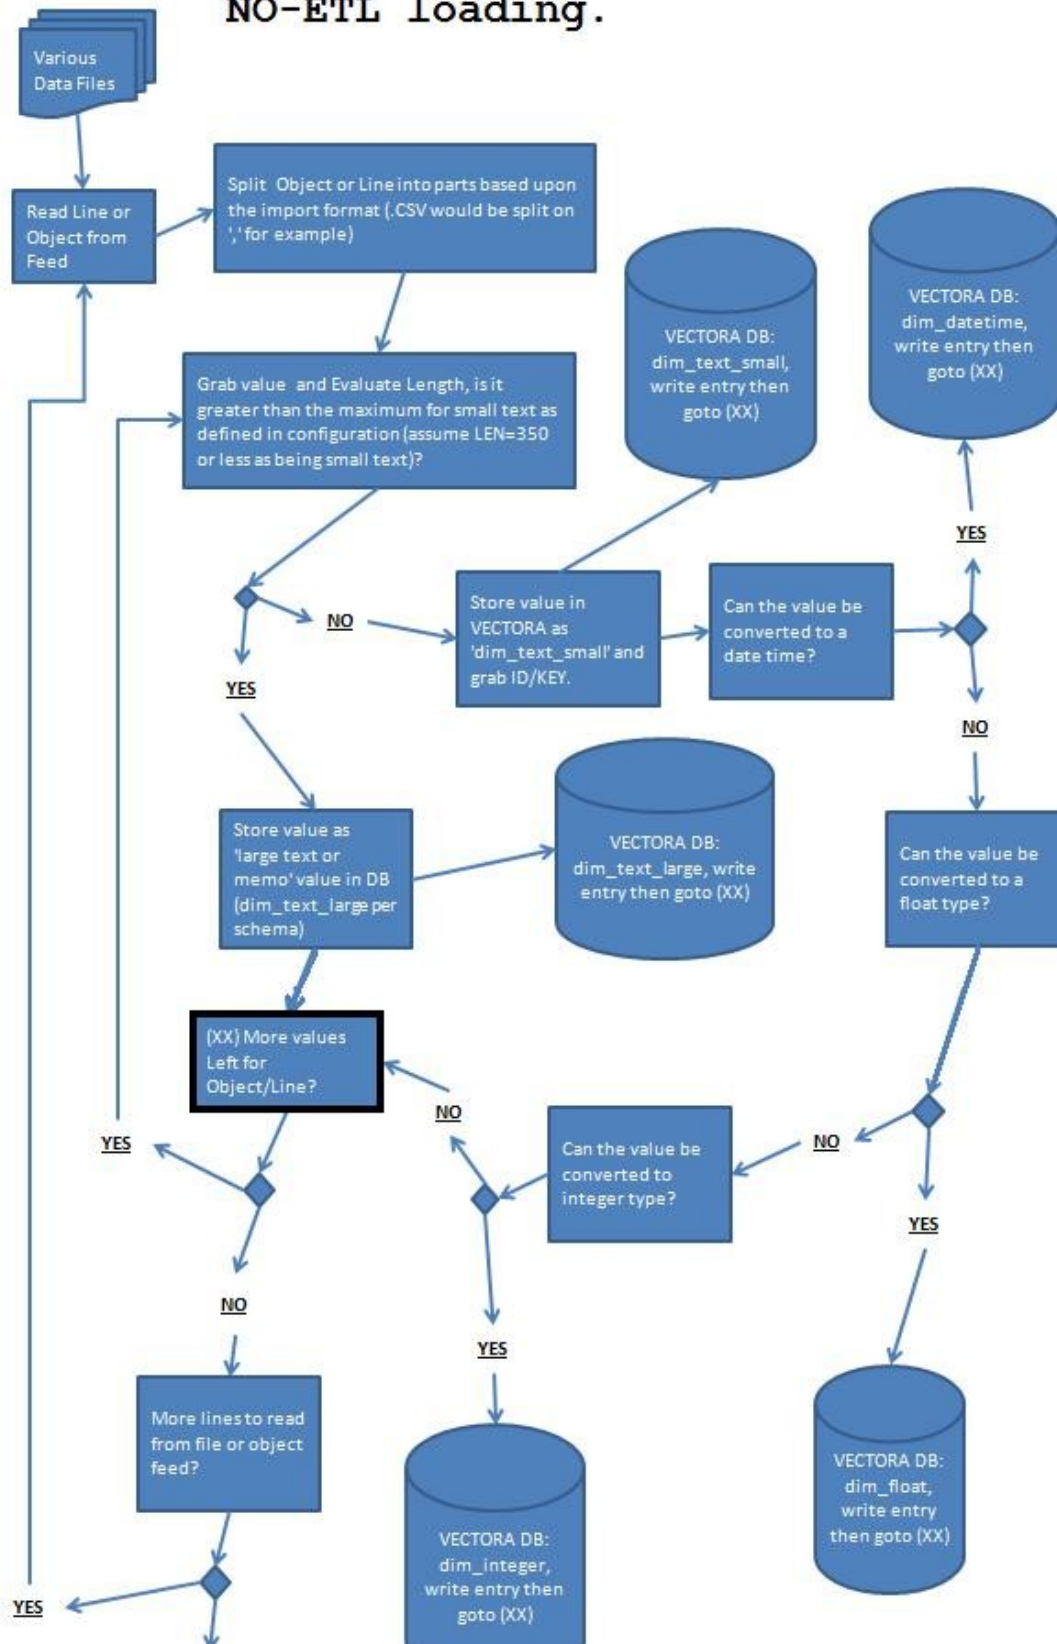 NO-ETL loading.
Various
Data Files
Read Line or
Object from
Feed
Split Object or Line into parts based upon
the import format (.CSV would be split on
',' for example)
Grab value and Evaluate Length, is it
greater than the maximum for small text as
defined in configuration (assume LEN=350
or less as being small text)?
VECTORA DB:
dim_text_small,
write entry then
goto (XX)
VECTORA DB:
dim_datetime,
write entry then
goto (XX)
YES
NO
Store value in
VECTORA as
'dim_text_small' and
grab ID/KEY.
Can the value be
converted to a
date time?
YES
NO
Store value as
'large text or
memo' value in DB
(dim_text_large per
schema)
VECTORA DB:
dim_text_large, write
entry then goto (XX)
Can the value be
converted to a
float type?
(XX) More values
Left for
Object/Line?
NO
YES
Can the value be
converted to
integer type?
NO
YES
NO
YES
More lines to read
from file or object
feed?
VECTORA DB:
dim_float,
write entry
then goto (XX)
VECTORA DB:
dim_integer,
write entry then
goto (XX)
YES